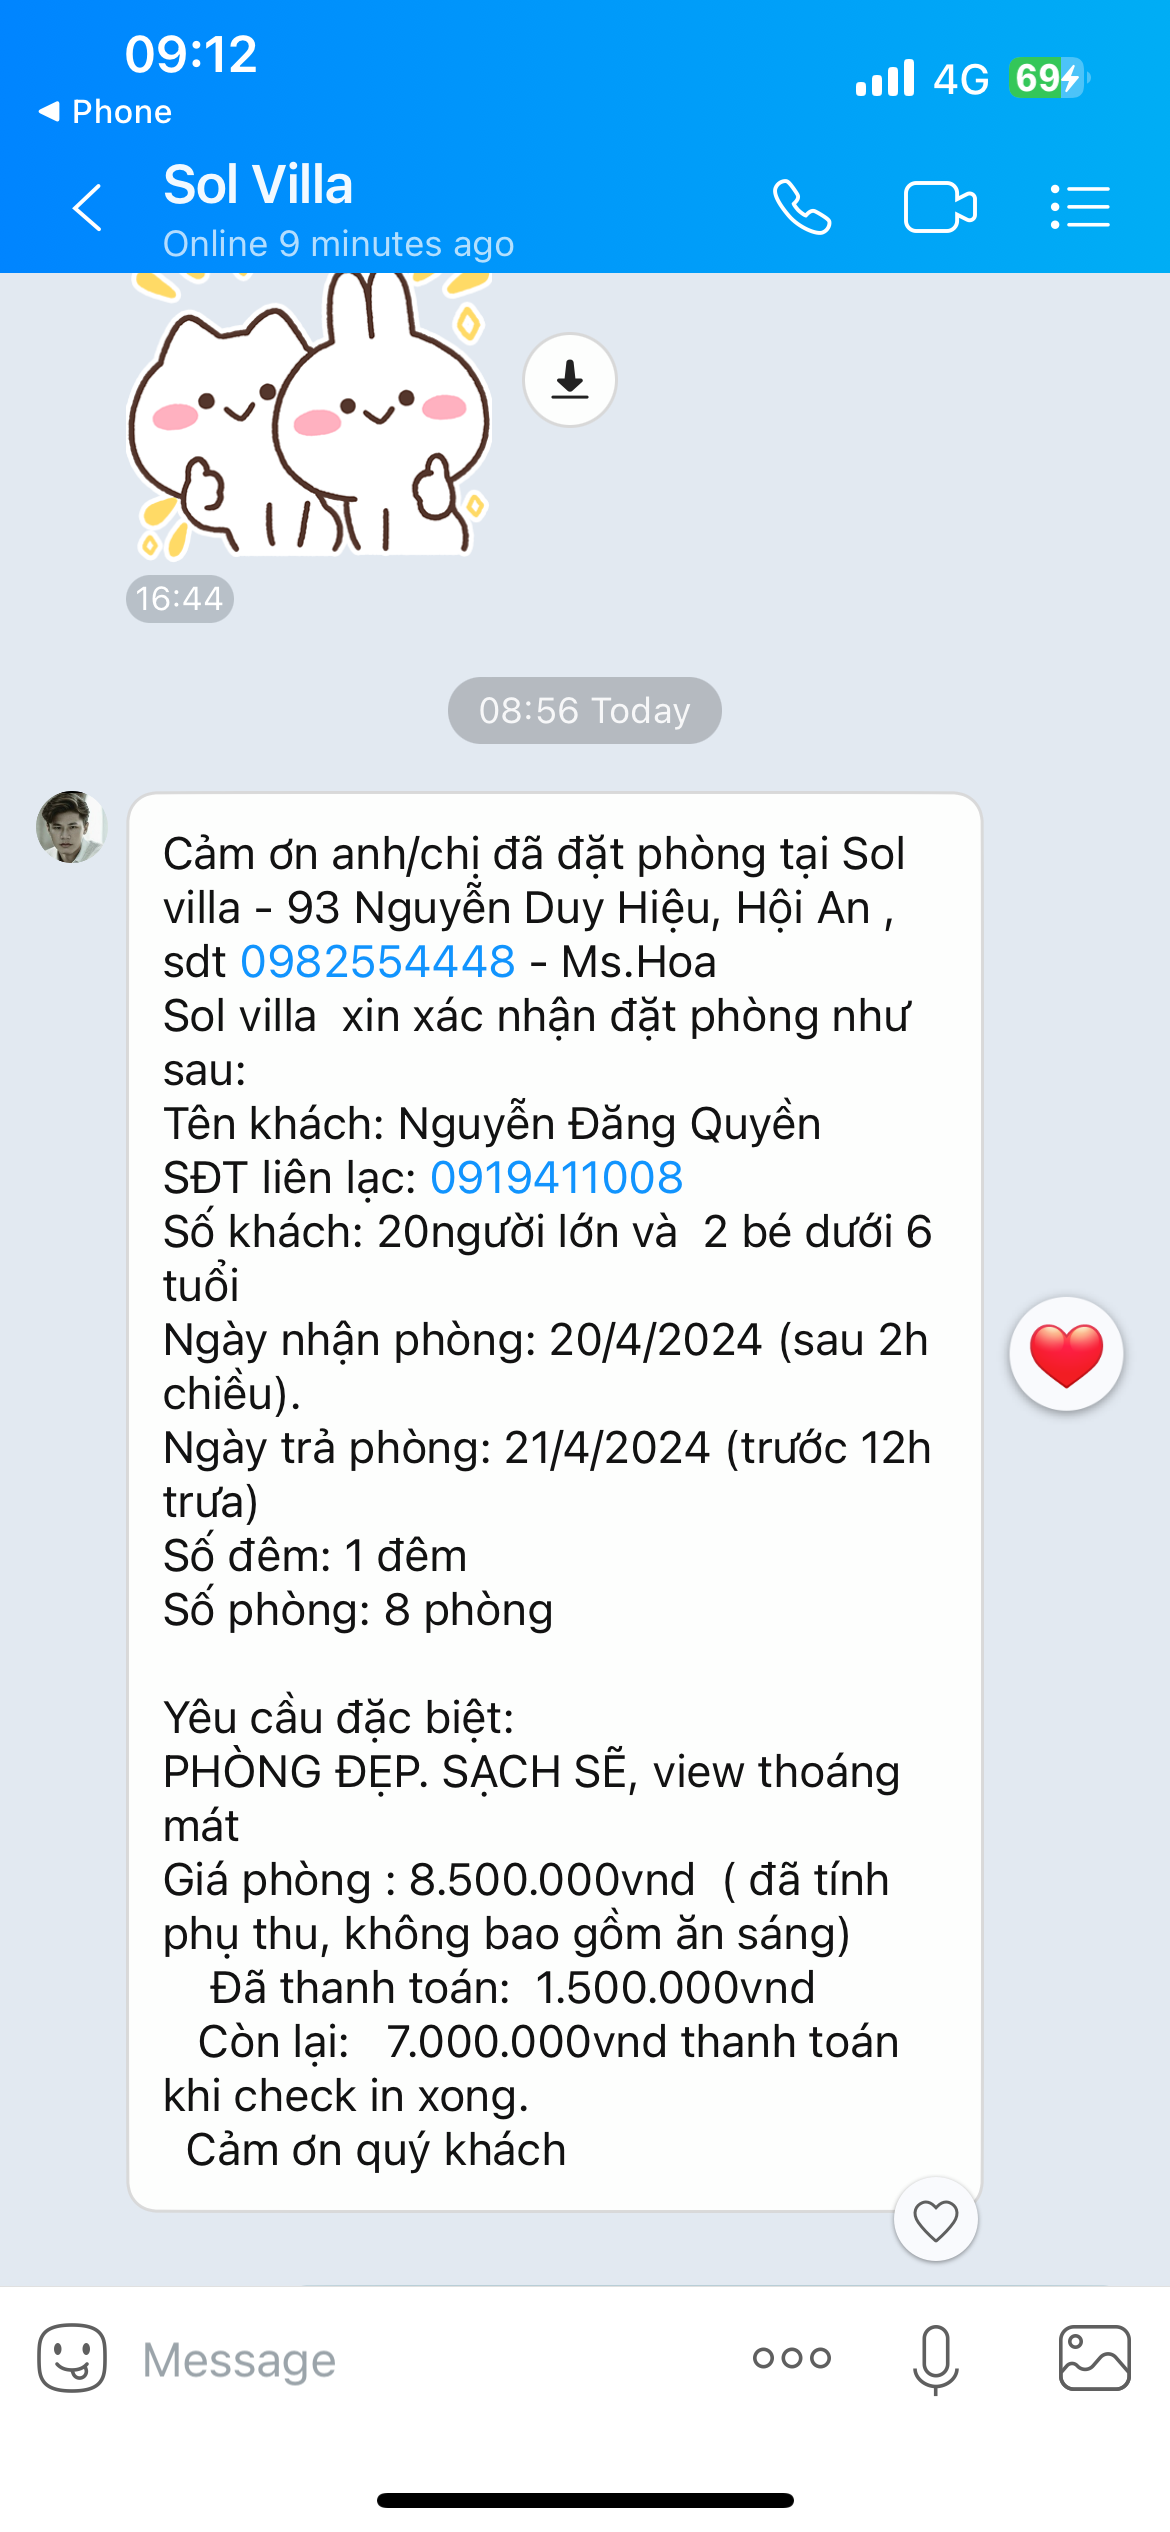 09:12
4G
69
Phone
Sol Villa
Online 9 minutes ago
16:44
08:56 Today
Cảm ơn anh/chị đã đặt phòng tại Sol
villa - 93 Nguyễn Duy Hiệu, Hội An ,
sdt 0982554448 - Ms.Hoa
Sol villa  xin xác nhận đặt phòng như
sau:
Tên khách: Nguyễn Đăng Quyền
SĐT liên lạc: 0919411008
Số khách: 20người lớn và  2 bé dưới 6
tuổi
Ngày nhận phòng: 20/4/2024 (sau 2h
chiều).
Ngày trả phòng: 21/4/2024 (trước 12h
trưa)
Số đêm: 1 đêm
Số phòng: 8 phòng
Yêu cầu đặc biệt:
PHÒNG ĐẸP. SẠCH SẼ, view thoáng
mát
Giá phòng : 8.500.000vnd  ( đã tính
phụ thu, không bao gồm ăn sáng)
Đã thanh toán:  1.500.000vnd
Còn lại:   7.000.000vnd thanh toán
khi check in xong.
Cảm ơn quý khách
Message